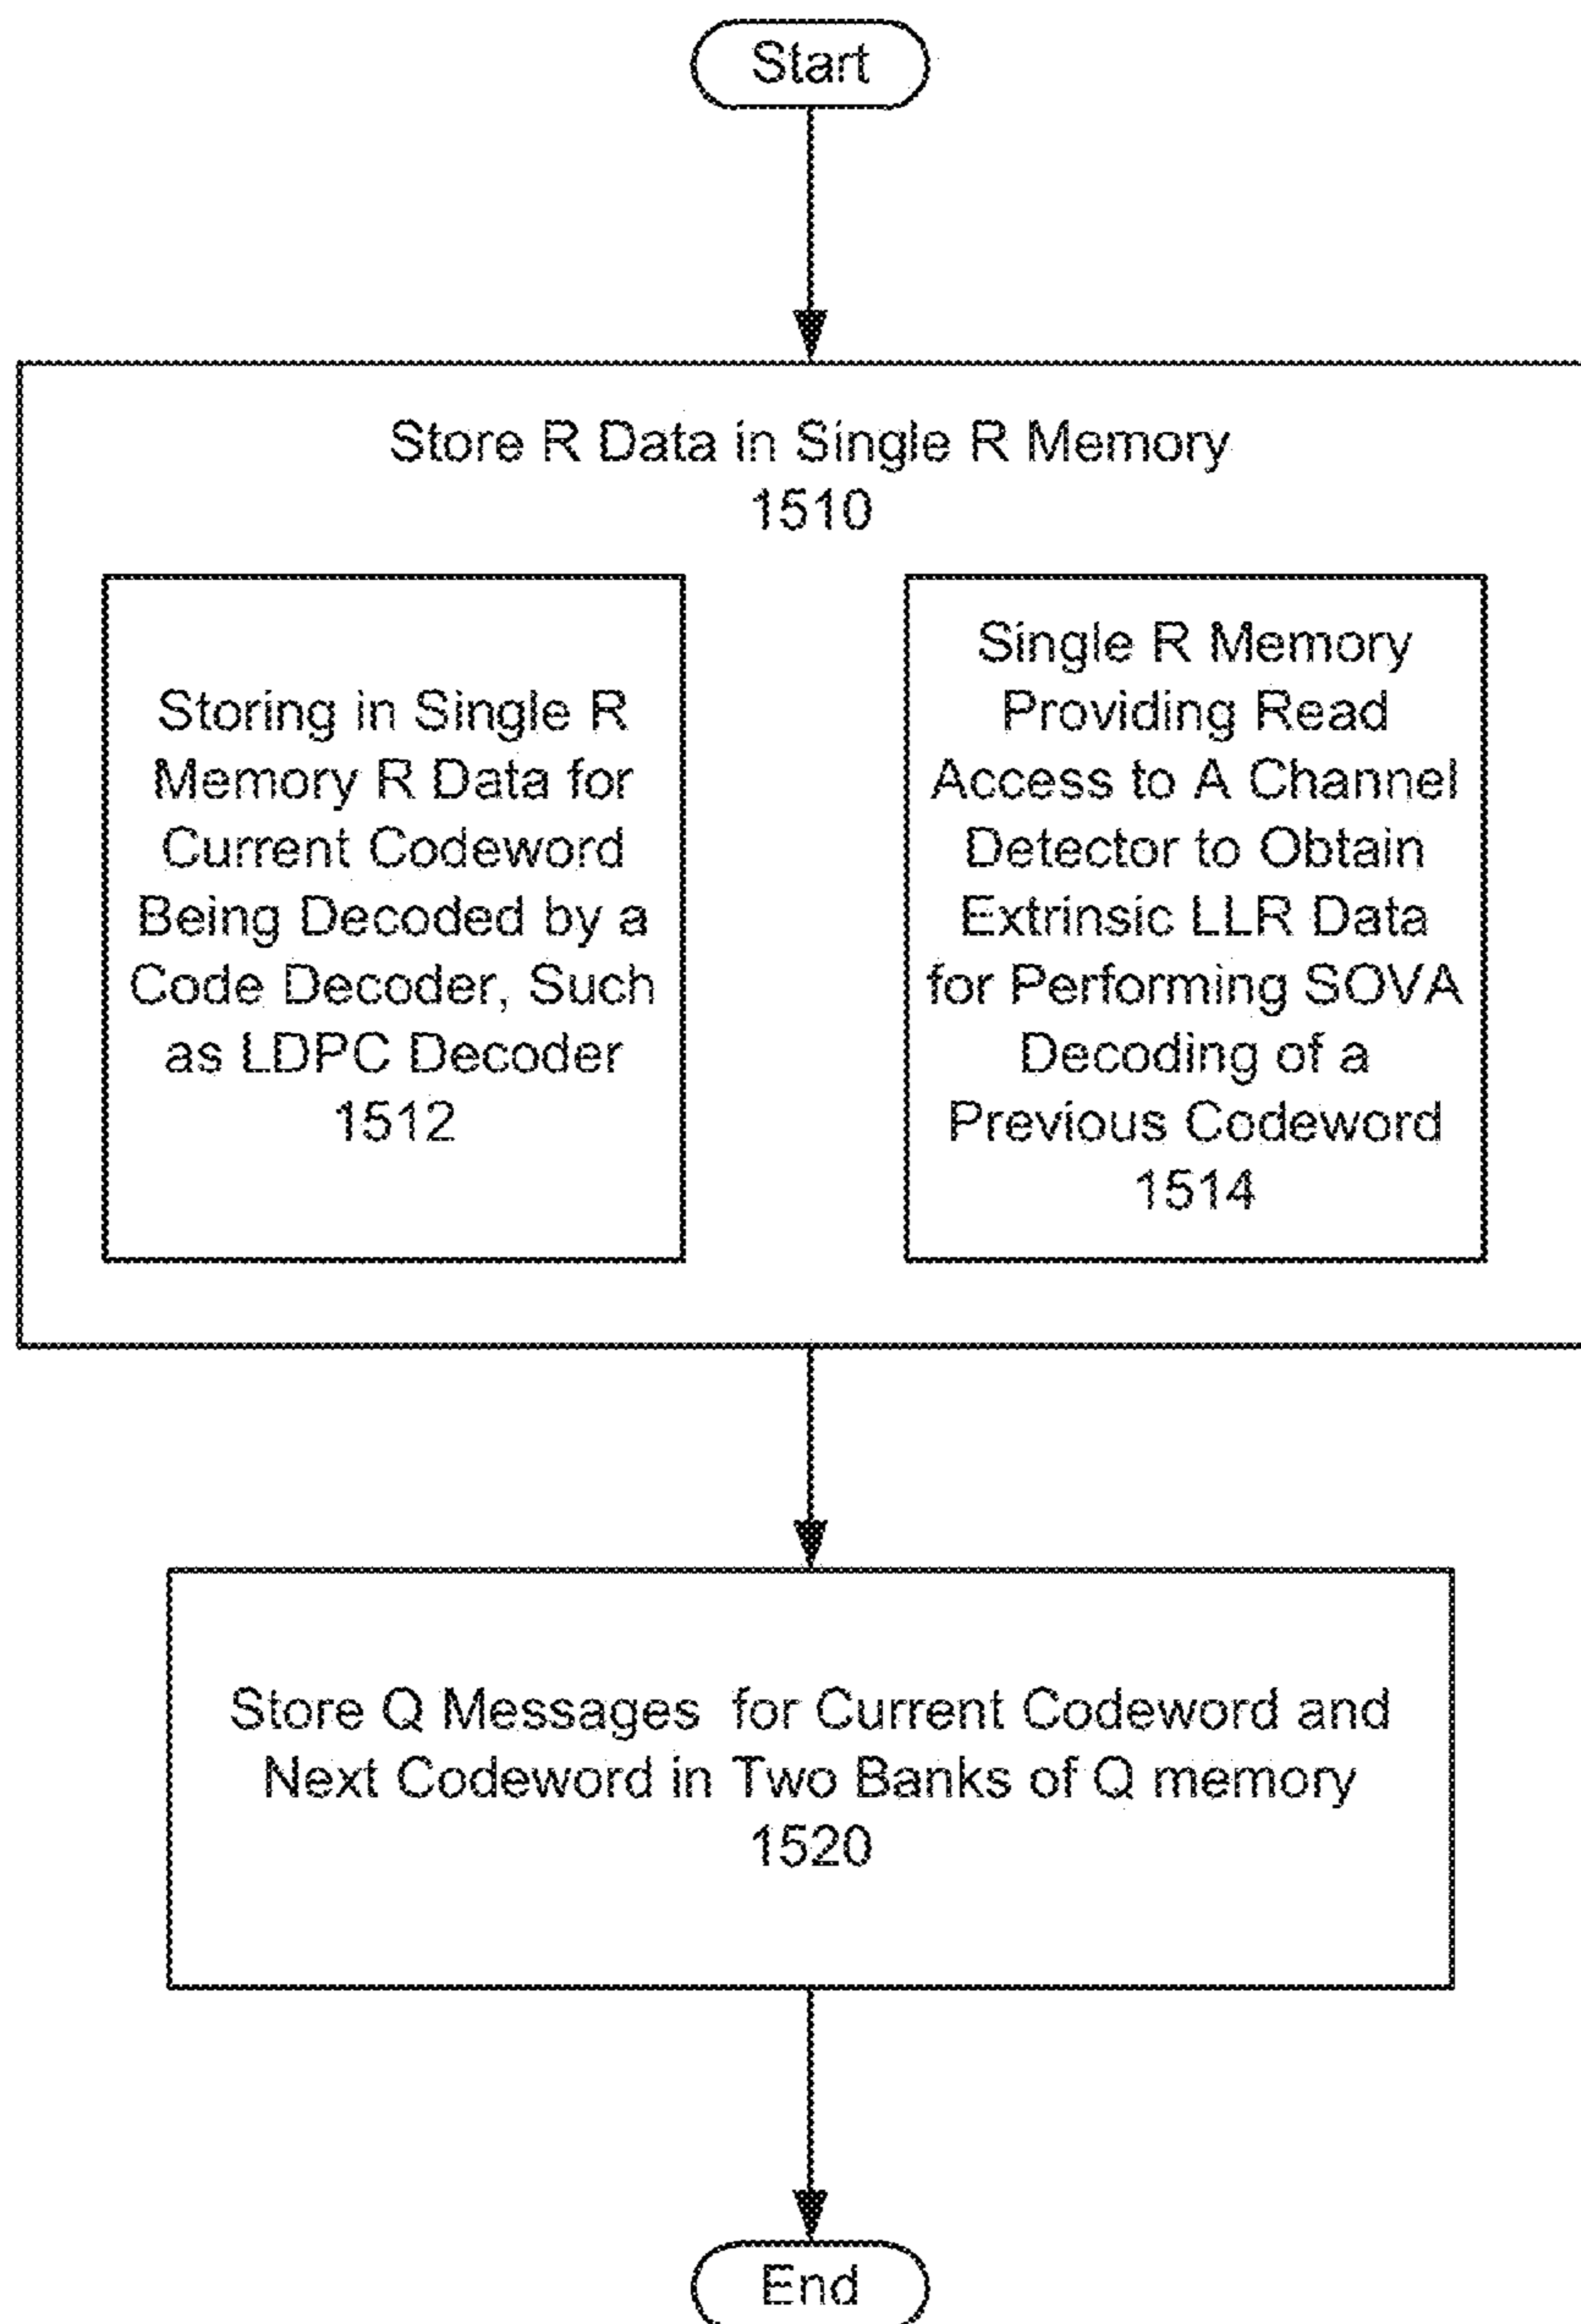 Start
Store R Data in Single R Memory
1510
Storing in Single R
Memory R Data for
Current Codeword
Being Decoded by a
Code Decoder, Such
as LDPC Decoder
1512
Single R Memory
Providing Read
Access to A Channel
Detector to Obtain
Extrinsic LLR Data
for Performing SOVA
Decoding of a
Previous Codeword
1514
Store Q Messages for Current Codeword and
Next Codeword in Two Banks of Q memory
1520
End